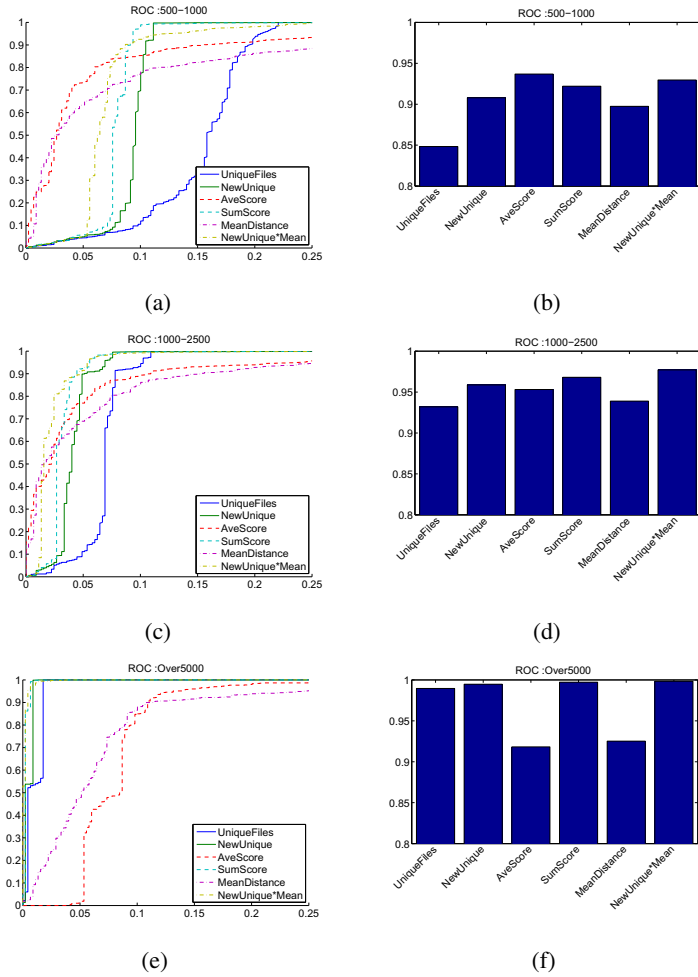 ROC :500−1000
1
0.9
0.8
0.7
0.6
0.5
0.4
0.3
0.2
0.1
0
0 0.05 0.1 0.15 0.2 0.25
UniqueFiles
NewUnique
AveScore
SumScore
MeanDistance
NewUnique*Mean
(a)
ROC :500−1000
1
0.95
0.9
0.85
0.8
UniqueFiles NewUnique AveScore SumScore MeanDistance NewUnique*Mean
(b)
ROC :1000−2500
1
0.9
0.8
0.7
0.6
0.5
0.4
0.3
0.2
0.1
0
0 0.05 0.1 0.15 0.2 0.25
UniqueFiles
NewUnique
AveScore
SumScore
MeanDistance
NewUnique*Mean
(c)
ROC :1000−2500
1
0.95
0.9
0.85
0.8
UniqueFiles NewUnique AveScore SumScore MeanDistance NewUnique*Mean
(d)
ROC :Over5000
1
0.9
0.8
0.7
0.6
0.5
0.4
0.3
0.2
0.1
0
0 0.05 0.1 0.15 0.2 0.25
UniqueFiles
NewUnique
AveScore
SumScore
MeanDistance
NewUnique*Mean
(e)
ROC :Over5000
1
0.95
0.9
0.85
0.8
UniqueFiles NewUnique AveScore SumScore MeanDistance NewUnique*Mean
(f)